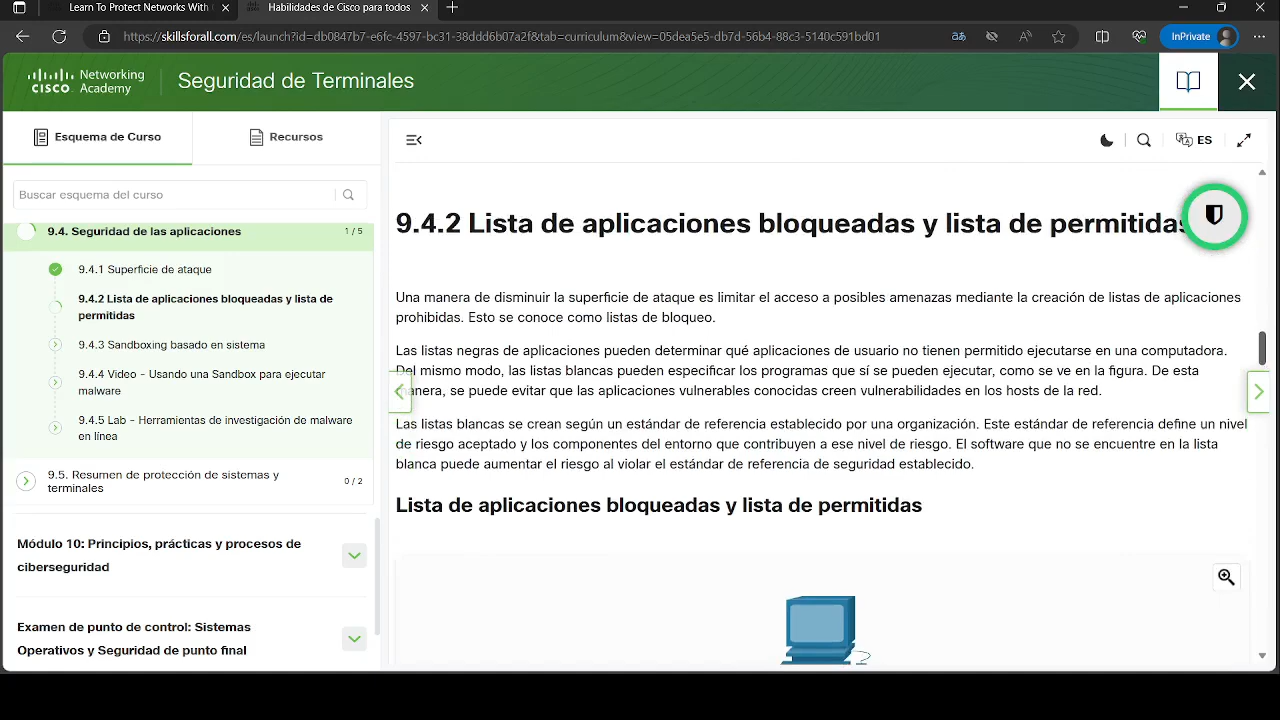 Learn To Protect Networks With
Habilidades de Cisco para todos
https://skillsforall.com/es/launch?id=db0847b7-e6fc-4597-bc31-38ddd6b07a2f&tab=curriculum&view=05dea5e5-db7d-56b4-88c3-5140c591bd01
InPrivate
CISCO Networking Academy
Seguridad de Terminales
Esquema de Curso
Recursos
ES
Buscar esquema del curso
9.4. Seguridad de las aplicaciones 1 / 5
9.4.1 Superficie de ataque
9.4.2 Lista de aplicaciones bloqueadas y lista de
permitidas
9.4.3 Sandboxing basado en sistema
9.4.4 Video - Usando una Sandbox para ejecutar
malware
9.4.5 Lab - Herramientas de investigación de malware
en línea
9.5. Resumen de protección de sistemas y
terminales
0 / 2
Módulo 10: Principios, prácticas y procesos de
ciberseguridad
Examen de punto de control: Sistemas
Operativos y Seguridad de punto final
9.4.2 Lista de aplicaciones bloqueadas y lista de permitidas
Una manera de disminuir la superficie de ataque es limitar el acceso a posibles amenazas mediante la creación de listas de aplicaciones
prohibidas. Esto se conoce como listas de bloqueo.
Las listas negras de aplicaciones pueden determinar qué aplicaciones de usuario no tienen permitido ejecutarse en una computadora.
Del mismo modo, las listas blancas pueden especificar los programas que sí se pueden ejecutar, como se ve en la figura. De esta
manera, se puede evitar que las aplicaciones vulnerables conocidas creen vulnerabilidades en los hosts de la red.
Las listas blancas se crean según un estándar de referencia establecido por una organización. Este estándar de referencia define un nivel
de riesgo aceptado y los componentes del entorno que contribuyen a ese nivel de riesgo. El software que no se encuentre en la lista
blanca puede aumentar el riesgo al violar el estándar de referencia de seguridad establecido.
Lista de aplicaciones bloqueadas y lista de permitidas